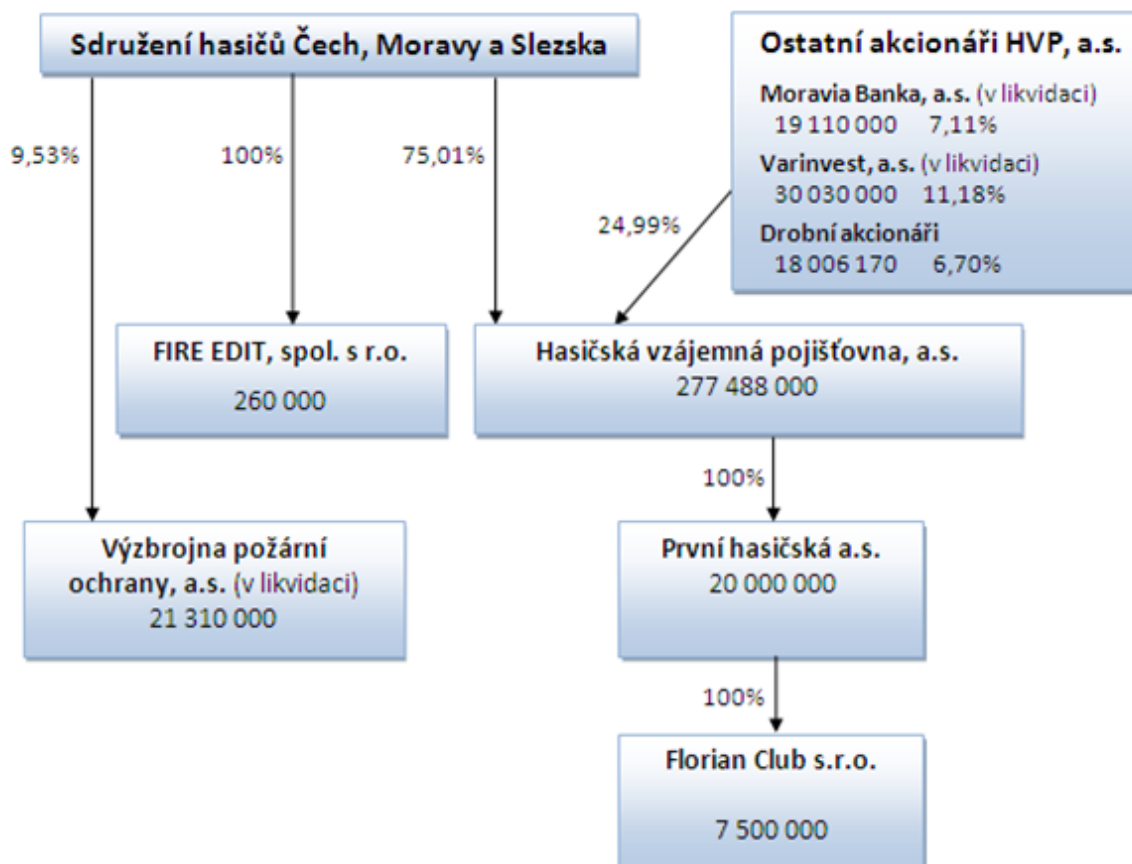 Sdružení hasičů Čech, Moravy a Slezska
Ostatní akcionáři HVP, a.s.
Moravia Banka, a.s. (v likvidaci)
19 110 000 7,11%
Varinvest, a.s. (v likvidaci)
30 030 000 11,18%
Drobní akcionáři
18 006 170 6,70%
9,53%
100%
75,01%
24,99%
FIRE EDIT, spol. s r.o.
260 000
Hasičská vzájemná pojišťovna, a.s.
277 488 000
100%
Výzbrojna požární
ochrany, a.s. (v likvidaci)
21 310 000
První hasičská a.s.
20 000 000
100%
Florian Club s.r.o.
7 500 000